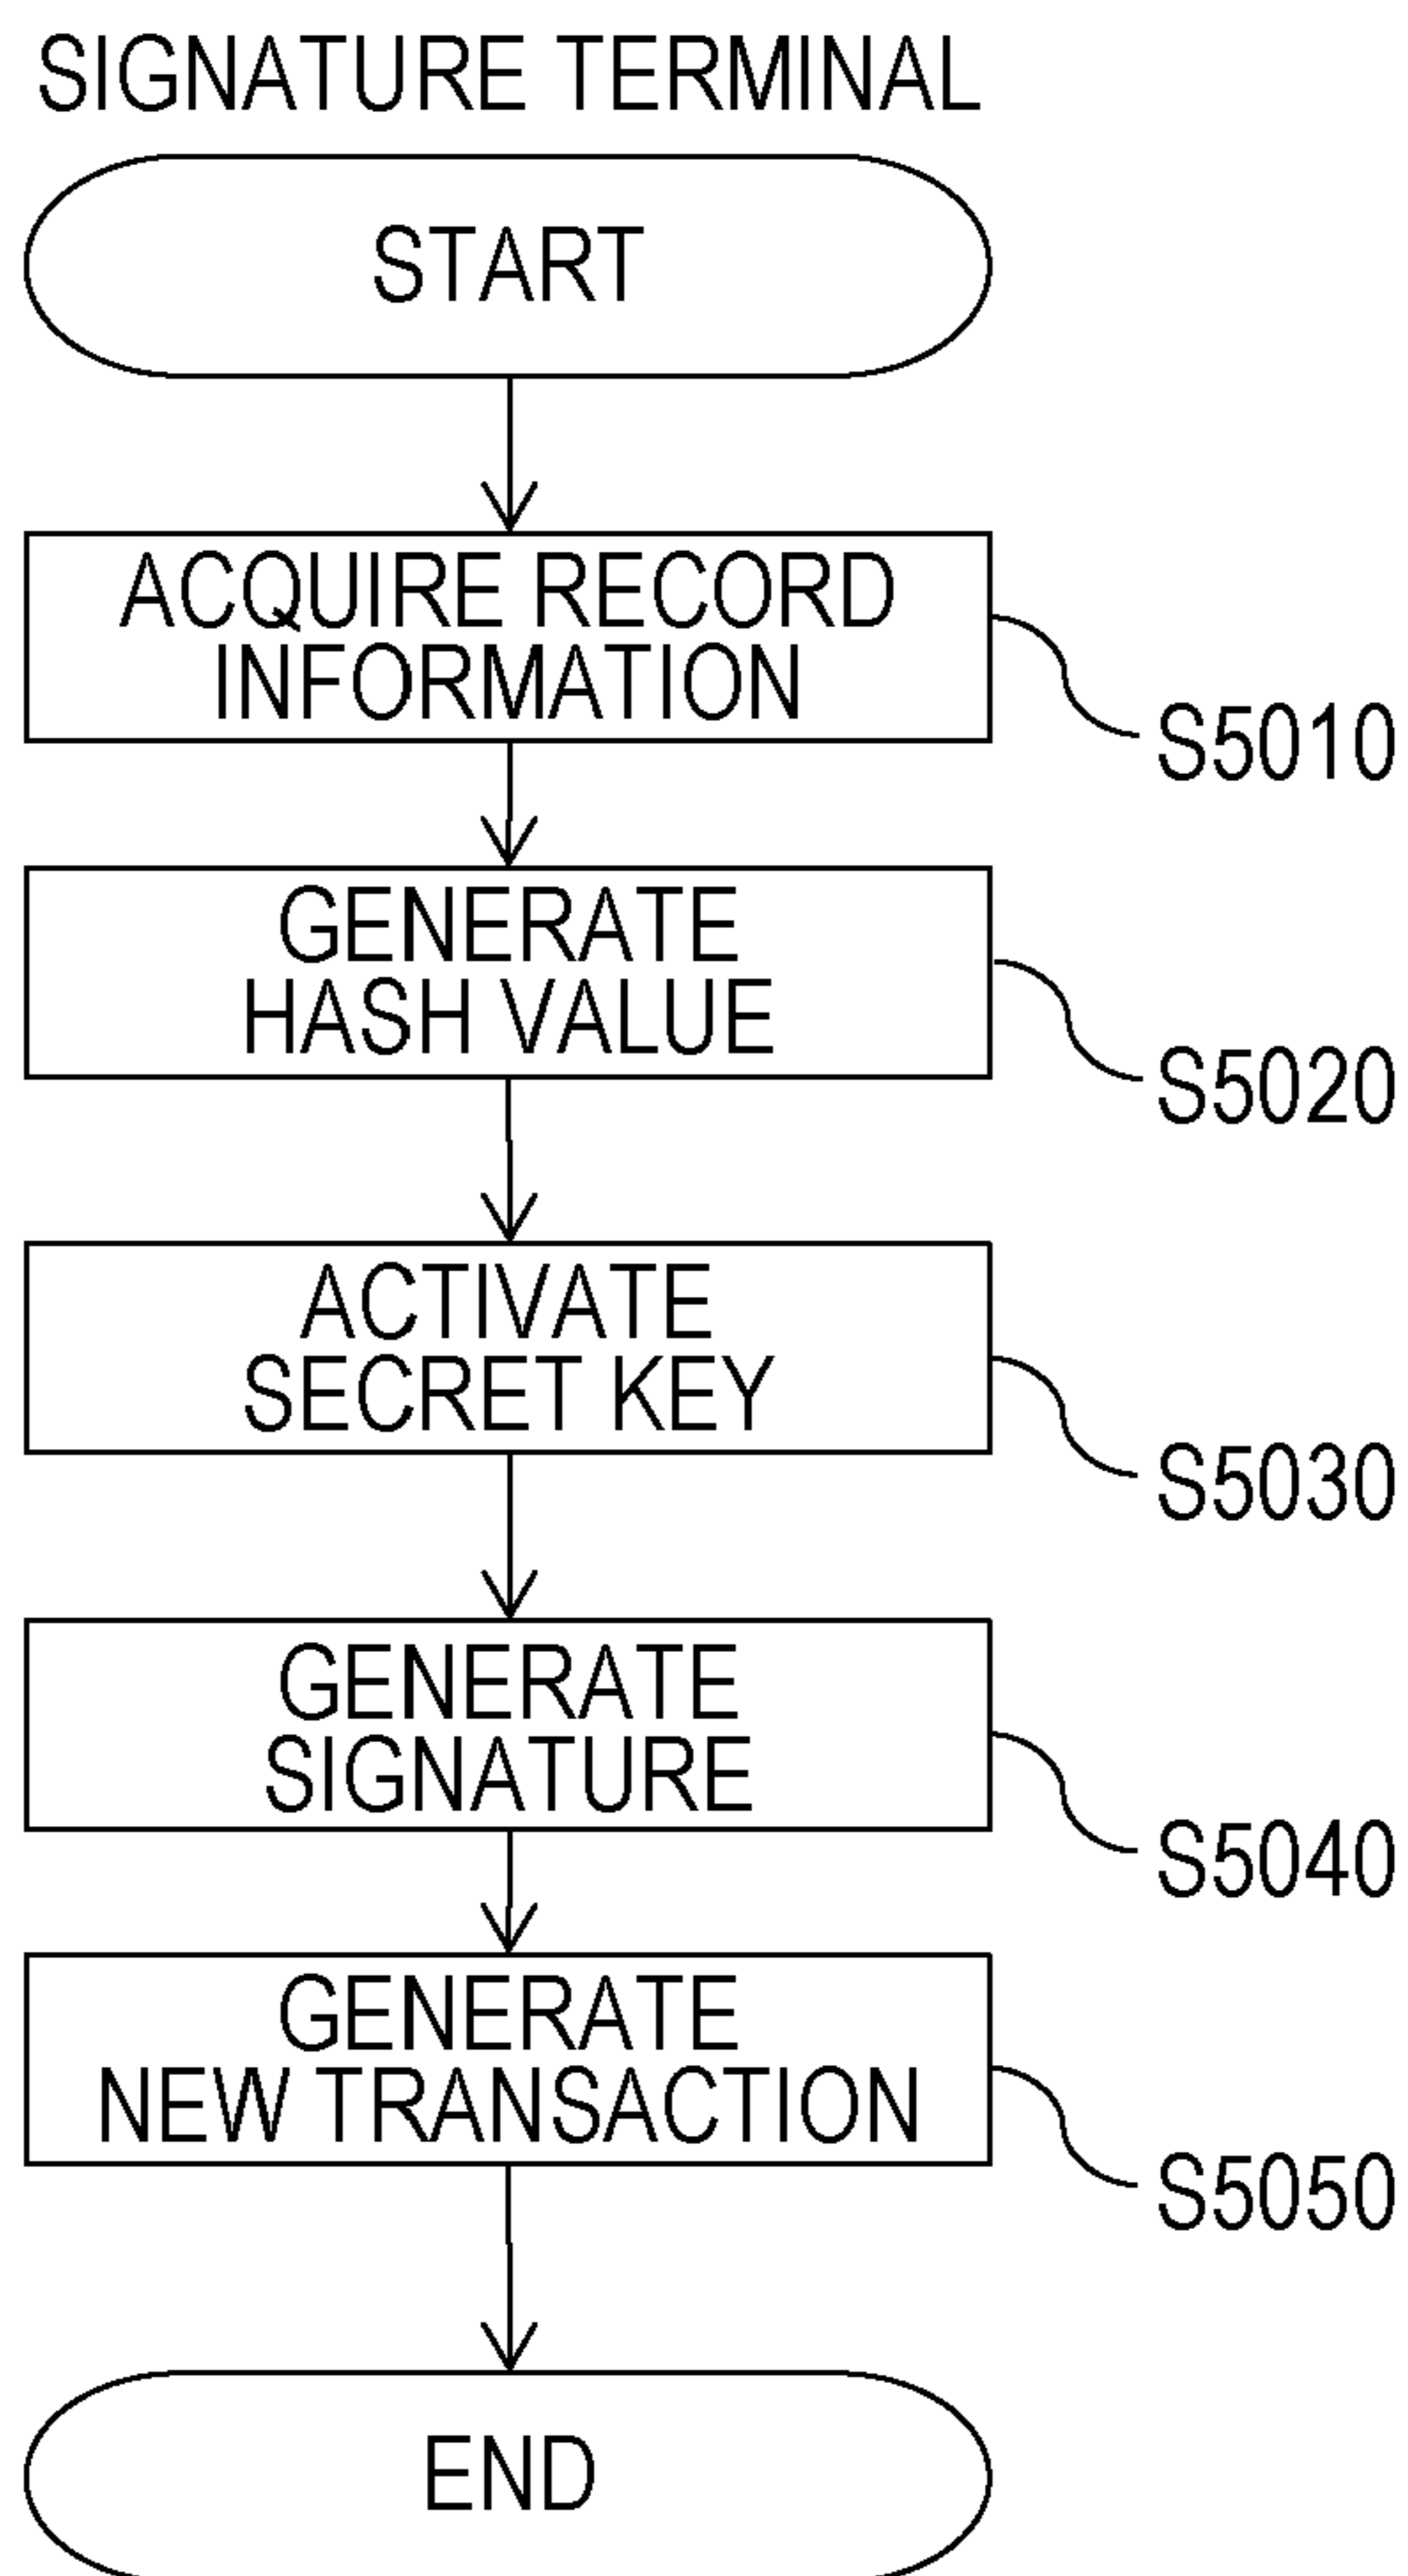 SIGNATURE TERMINAL
START
ACQUIRE RECORD
INFORMATION
S5010
GENERATE
HASH VALUE
S5020
ACTIVATE
SECRET KEY
S5030
GENERATE
SIGNATURE
S5040
GENERATE
NEW TRANSACTION
S5050
END